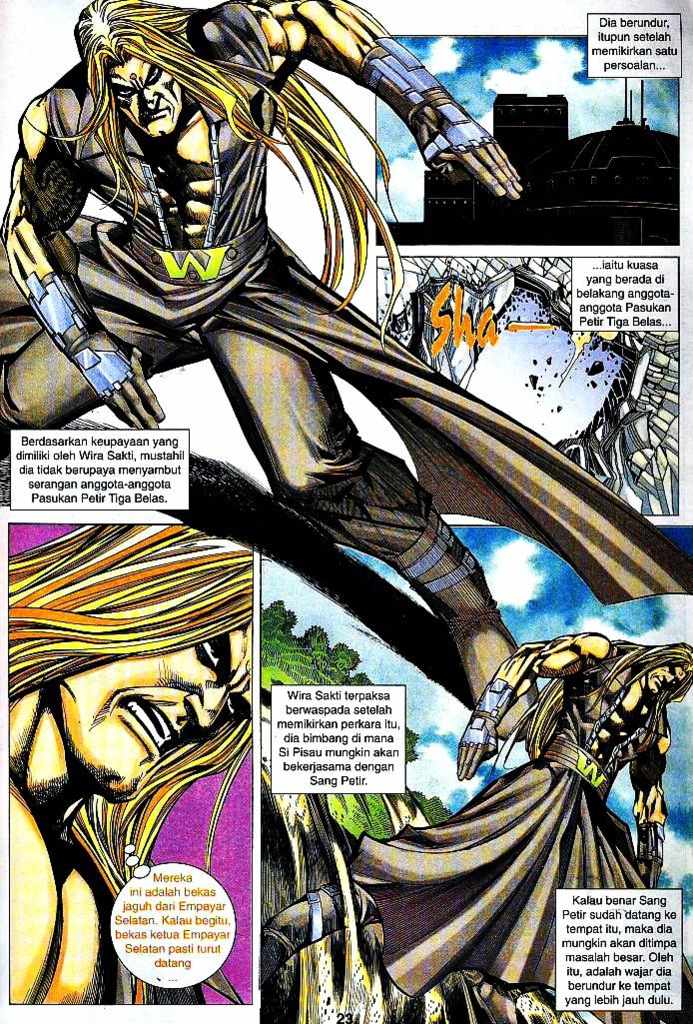 Dia berundur,
itupun setelah
memikirkan satu
persoalan...
...iaitu kuasa
yang berada di
belakang anggota-
anggota Pasukan
Petir Tiga Belas...
Sha—
W
Berdasarkan keupayaan yang
dimiliki oleh Wira Sakti, mustahil
dia tidak berupaya menyambut
serangan anggota-anggota
Pasukan Petir Tiga Belas.
Mereka
ini adalah bekas
jaguh dari Empayar
Selatan. Kalau begitu,
bekas ketua Empayar
Selatan pasti turut
datang
...
Wira Sakti terpaksa
berwaspada setelah
memikirkan perkara itu,
dia bimbang di mana
Si Pisau mungkin akan
bekerjasama dengan
Sang Petir.
W
Kalau benar Sang
Petir sudah datang ke
tempat itu, maka dia
mungkin akan ditimpa
masalah besar. Oleh
itu, adalah wajar dia
berundur ke tempat
yang lebih jauh dulu.
23